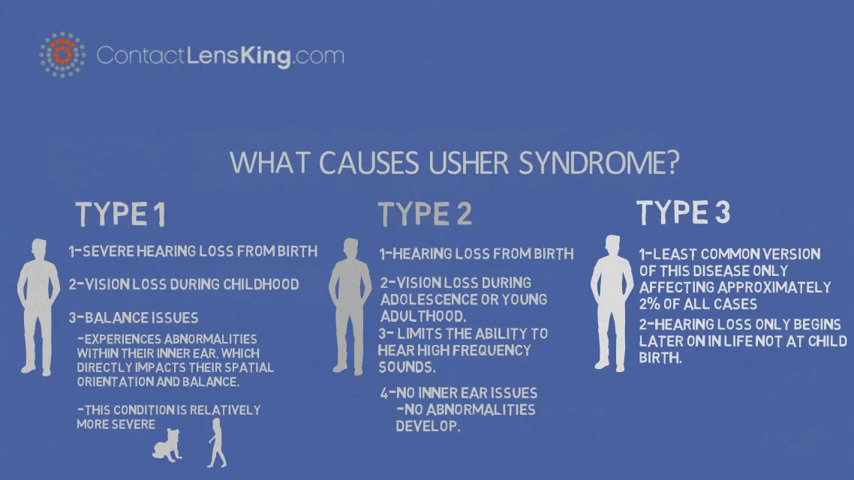 ContactLensKing.com
WHAT CAUSES USHER SYNDROME?
TYPE 1
1-SEVERE HEARING LOSS FROM BIRTH
2-VISION LOSS DURING CHILDHOOD
3-BALANCE ISSUES
-EXPERIENCES ABNORMALITIES
WITHIN THEIR INNER EAR, WHICH
DIRECTLY IMPACTS THEIR SPATIAL
ORIENTATION AND BALANCE.
-THIS CONDITION IS RELATIVELY
MORE SEVERE
TYPE 2
1-HEARING LOSS FROM BIRTH
2-VISION LOSS DURING
ADOLESCENCE OR YOUNG
ADULTHOOD.
3- LIMITS THE ABILITY TO
HEAR HIGH FREQUENCY
SOUNDS.
4-NO INNER EAR ISSUES
-NO ABNORMALITIES
DEVELOP.
TYPE 3
1-LEAST COMMON VERSION
OF THIS DISEASE ONLY
AFFECTING APPROXIMATELY
2% OF ALL CASES
2-HEARING LOSS ONLY BEGINS
LATER ON IN LIFE NOT AT CHILD
BIRTH.